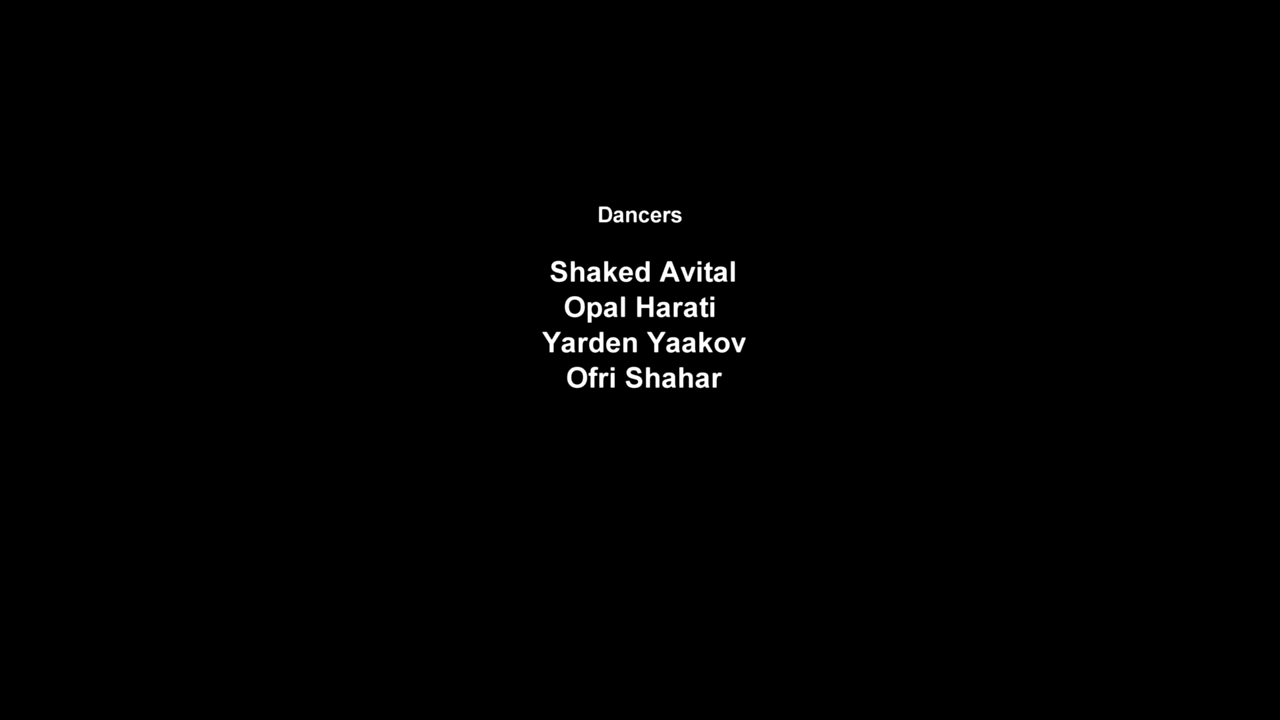 Dancers
Shaked Avital
Opal Harati
Yarden Yaakov
Ofri Shahar